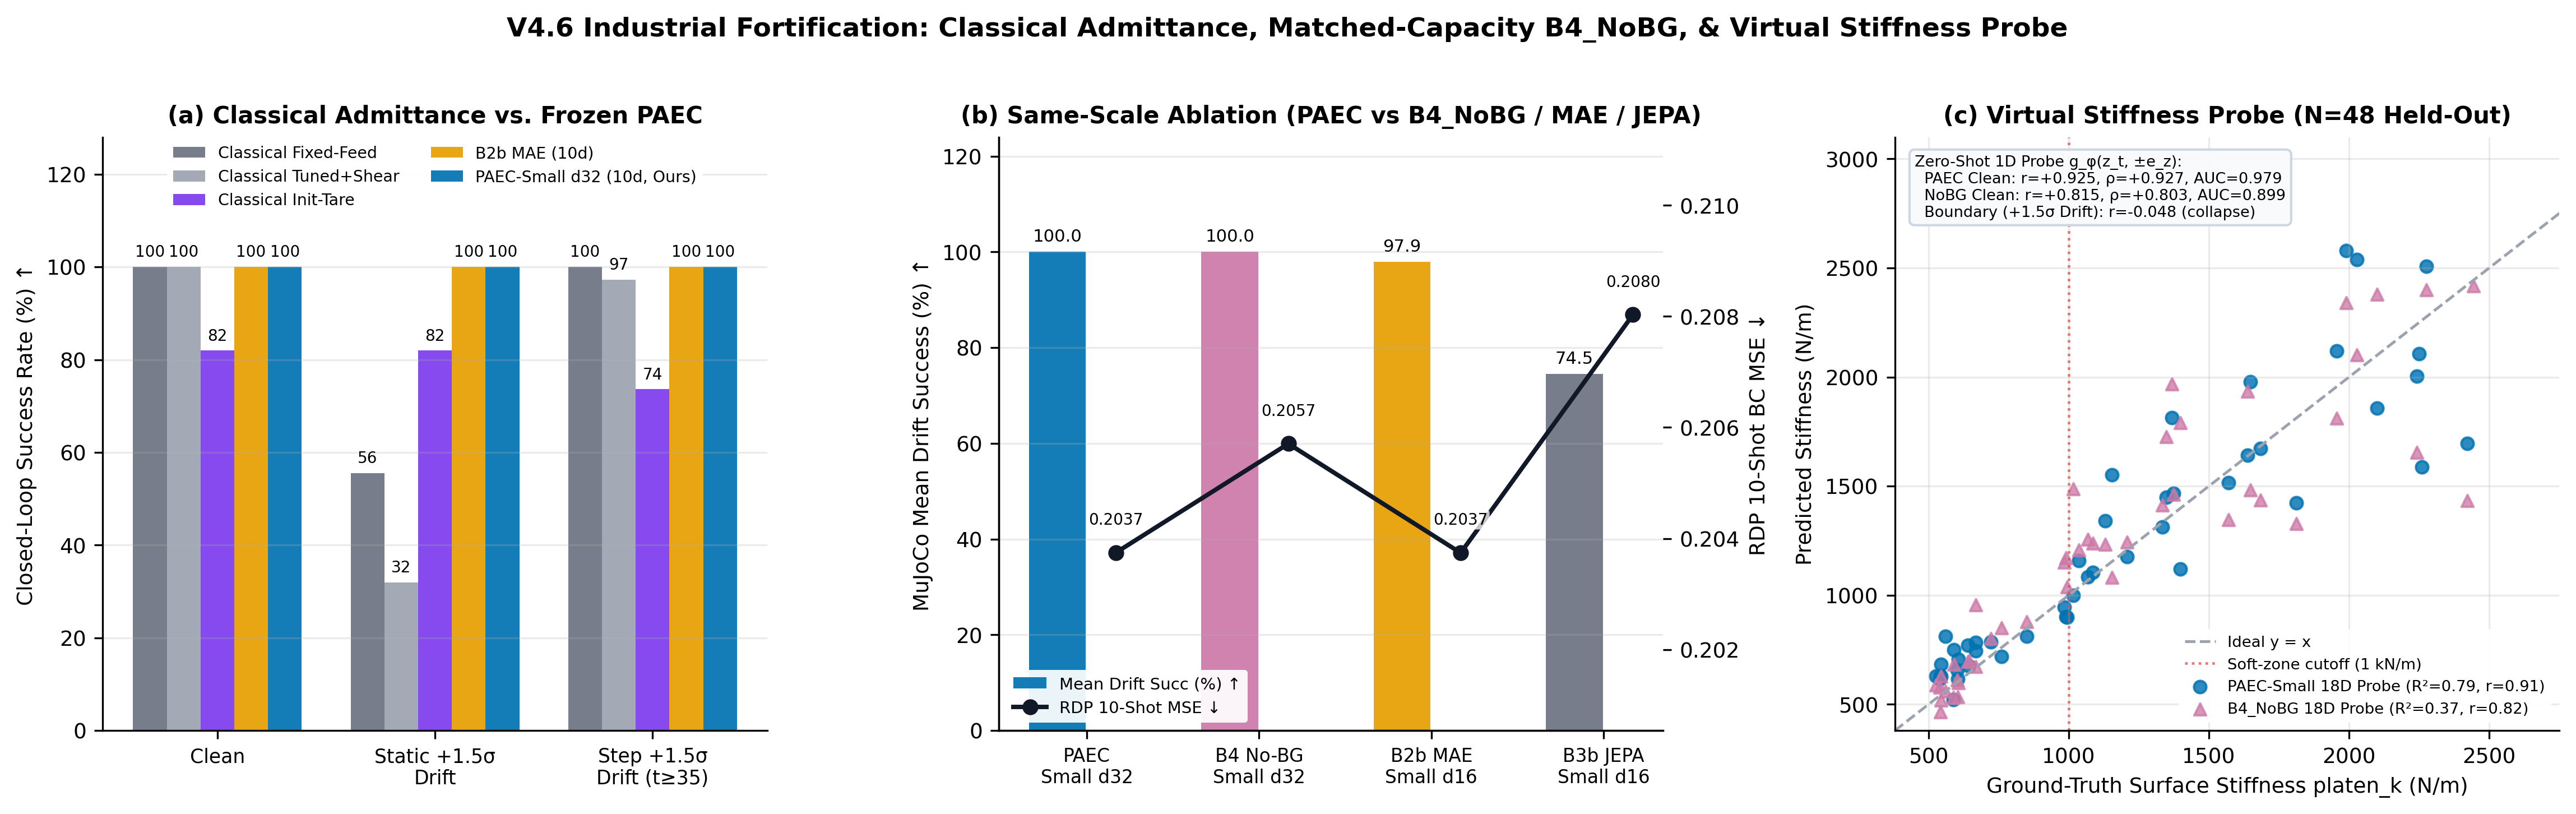 V4.6 Industrial Fortification: Classical Admittance, Matched-Capacity B4_NoBG, & Virtual Stiffness Probe
(a) Classical Admittance vs. Frozen PAEC
Closed-Loop Success Rate (%) ↑
120
100
80
60
40
20
0
Classical Fixed-Feed
Classical Tuned+Shear
Classical Init-Tare
B2b MAE (10d)
PAEC-Small d32 (10d, Ours)
100 100 82 100 100
56 32 82 100 100
100 97 74 100 100
Clean
Static +1.5σ
Drift
Step +1.5σ
Drift (t≥35)
(b) Same-Scale Ablation (PAEC vs B4_NoBG / MAE / JEPA)
MuJoCo Mean Drift Success (%) ↑
120
100
80
60
40
20
0
100.0
100.0
97.9
74.5
0.2037
0.2057
0.2037
0.2080
Mean Drift Succ (%) ↑
RDP 10-Shot MSE ↓
PAEC
Small d32
B4 No-BG
Small d32
B2b MAE
Small d16
B3b JEPA
Small d16
0.210
0.208
0.206
0.204
0.202
RDP 10-Shot BC MSE ↓
(c) Virtual Stiffness Probe (N=48 Held-Out)
Predicted Stiffness (N/m)
3000
2500
2000
1500
1000
500
Zero-Shot 1D Probe g_φ(z_t, ±e_z):
PAEC Clean: r=+0.925, ρ=+0.927, AUC=0.979
NoBG Clean: r=+0.815, ρ=+0.803, AUC=0.899
Boundary (+1.5σ Drift): r=-0.048 (collapse)
Ideal y = x
Soft-zone cutoff (1 kN/m)
PAEC-Small 18D Probe (R²=0.79, r=0.91)
B4_NoBG 18D Probe (R²=0.37, r=0.82)
500 1000 1500 2000 2500
Ground-Truth Surface Stiffness platen_k (N/m)